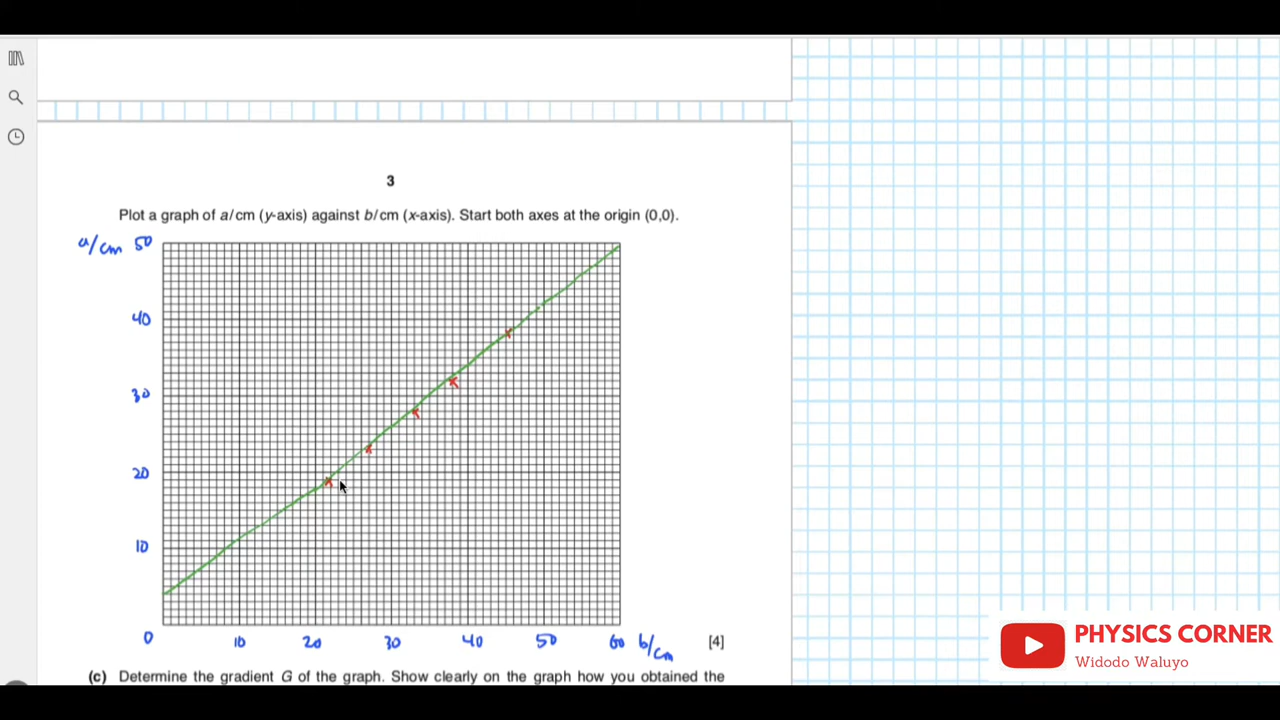 3
Plot a graph of a/cm (y-axis) against b/cm (x-axis). Start both axes at the origin (0,0).
a/cm 50
40
30
20
10
0 10 20 30 40 50 60 b/cm [4]
(c) Determine the gradient G of the graph. Show clearly on the graph how you obtained the
PHYSICS CORNER
Widodo Waluyo